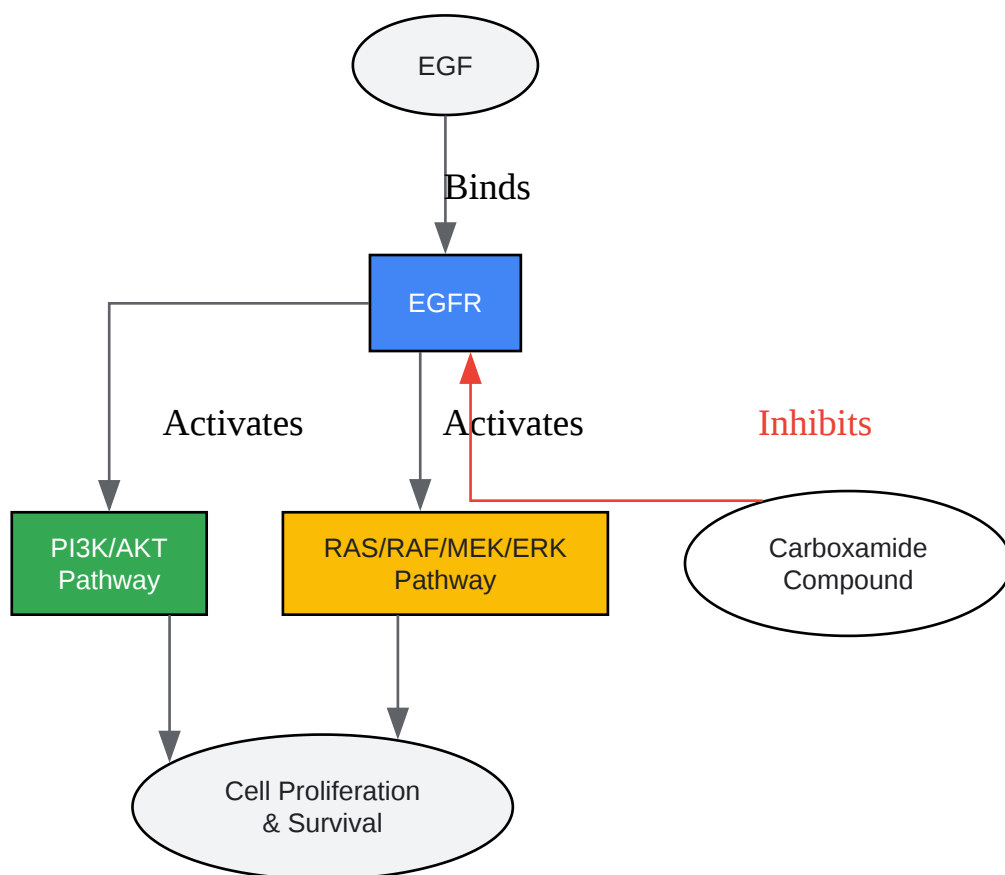 EGF
Binds
EGFR
Activates
Activates
Inhibits
PI3K/AKT
Pathway
RAS/RAF/MEK/ERK
Pathway
Carboxamide
Compound
Cell Proliferation
& Survival